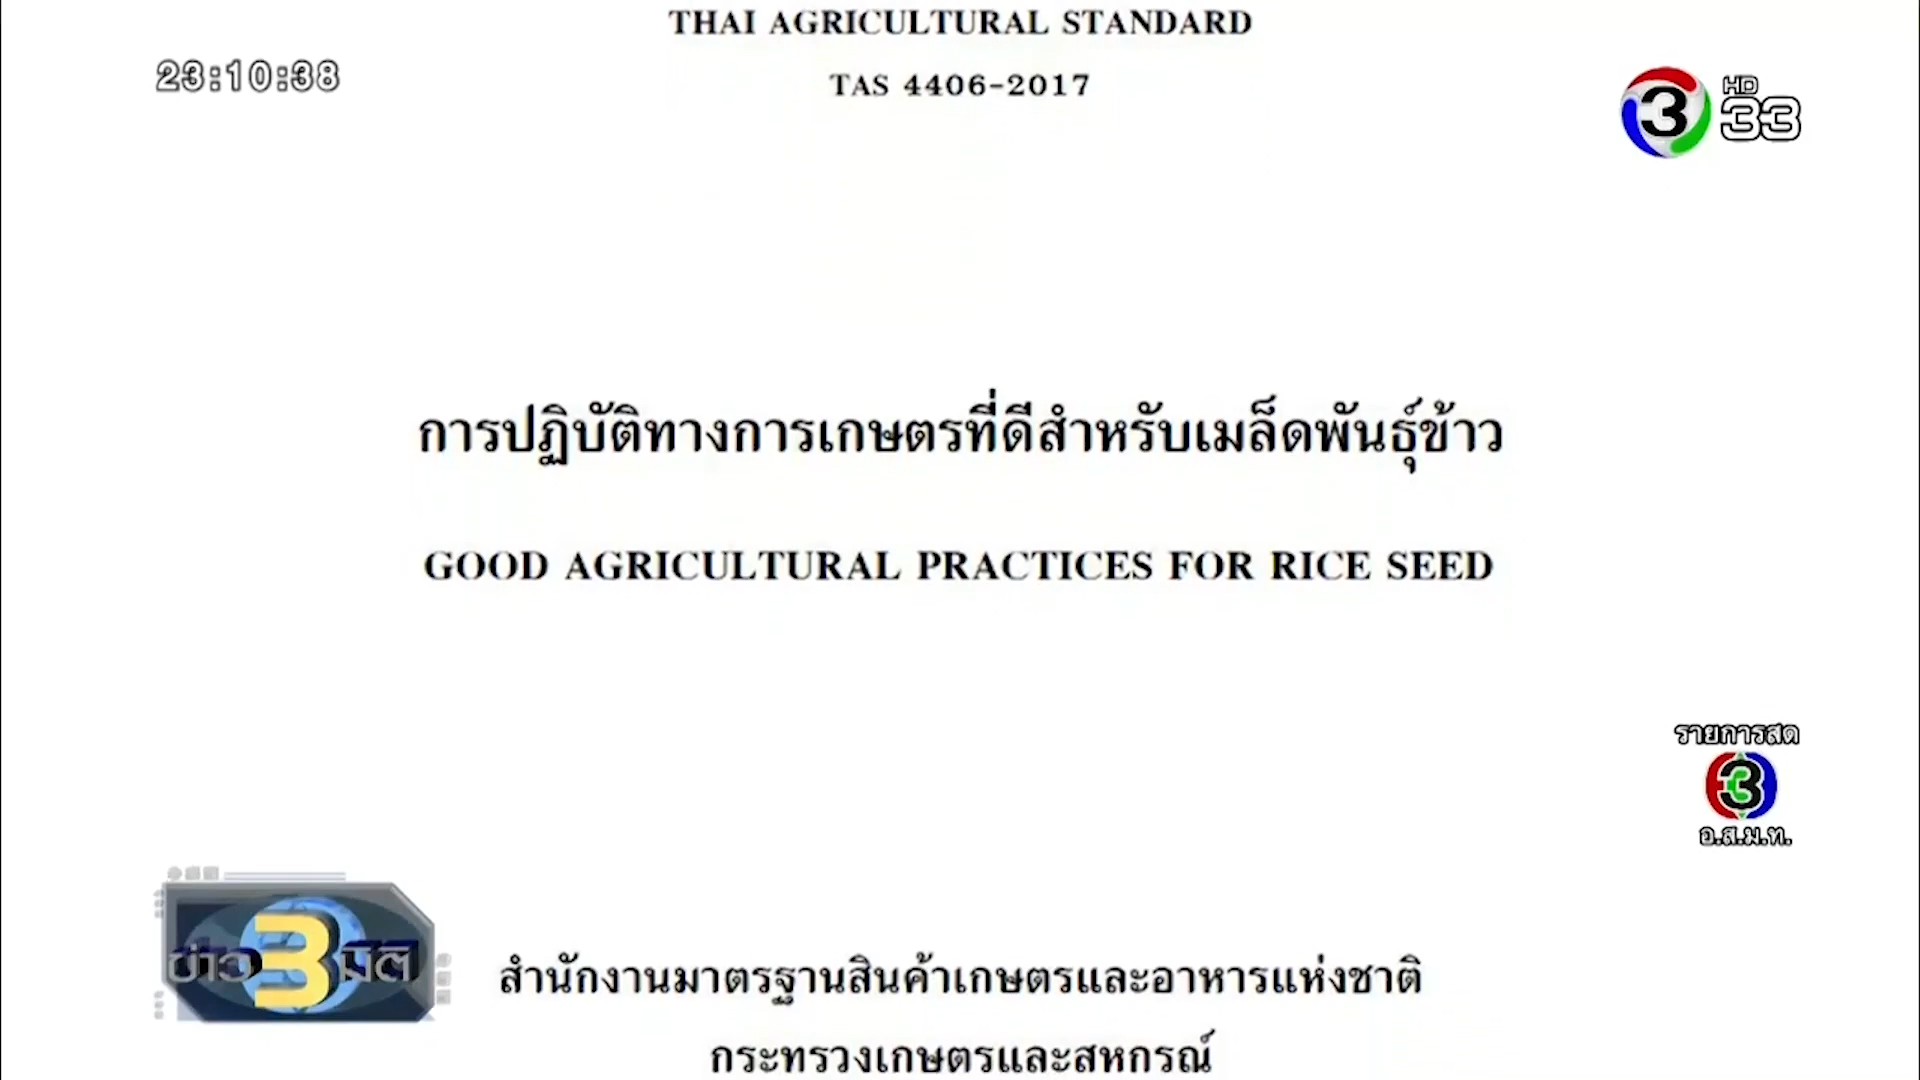 THAI AGRICULTURAL STANDARD
23:10:38
TAS 4406-2017
3 HD 33
การปฏิบัติทางการเกษตรที่ดีสำหรับเมล็ดพันธุ์ข้าว
GOOD AGRICULTURAL PRACTICES FOR RICE SEED
รายการสด
3
อ.ส.ม.ท.
ข่าว 3 มิติ
สำนักงานมาตรฐานสินค้าเกษตรและอาหารแห่งชาติ
กระทรวงเกษตรและสหกรณ์